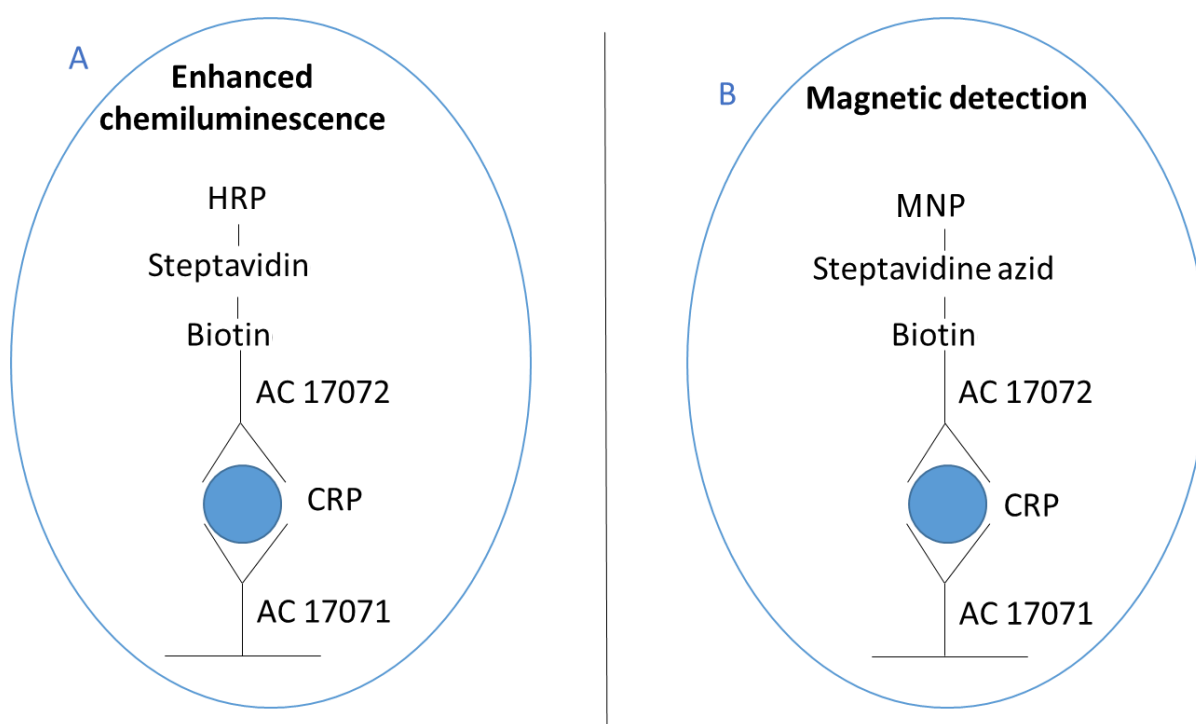 A
Enhanced
chemiluminescence
HRP
Steptavidin
Biotin
AC 17072
CRP
AC 17071
B
Magnetic detection
MNP
Steptavidine azid
Biotin
AC 17072
CRP
AC 17071